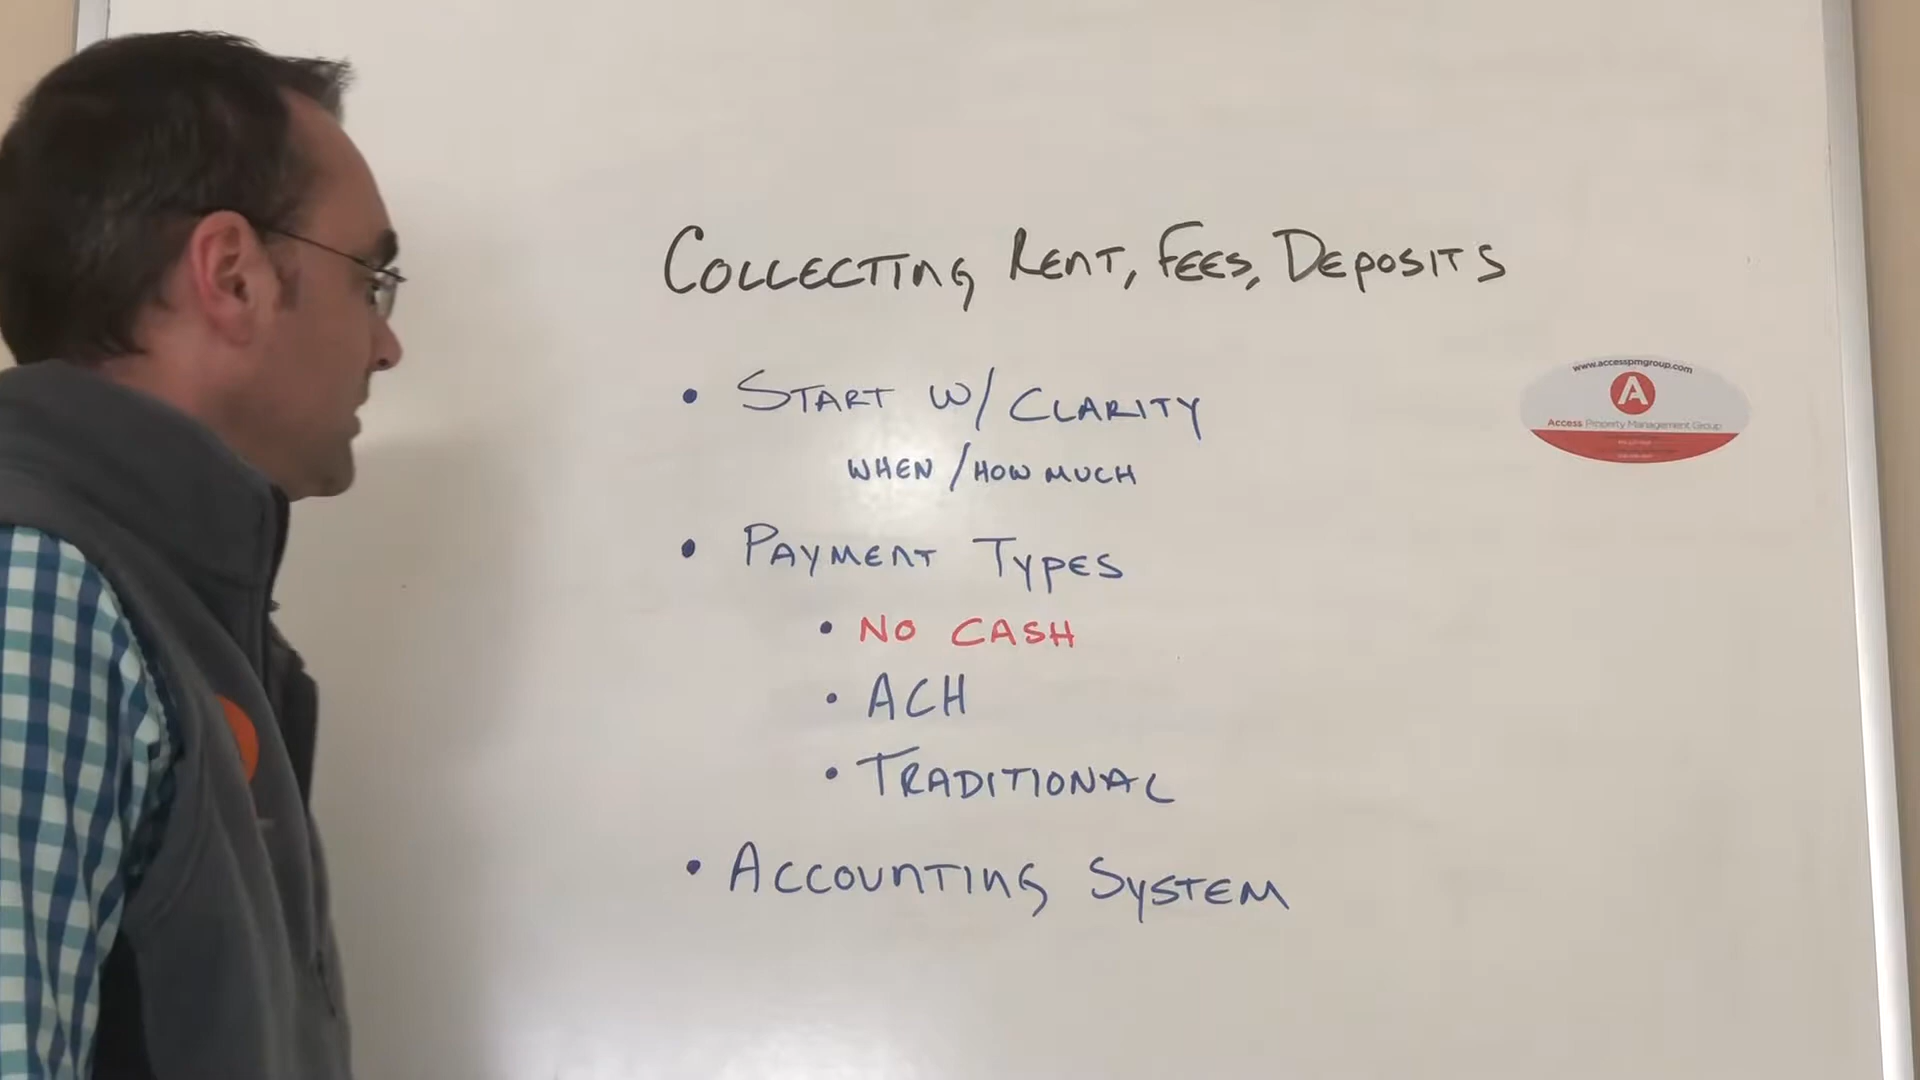 COLLECTING RENT, FEES, DEPOSITS
• START W/ CLARITY
WHEN / HOW MUCH
• PAYMENT TYPES
• NO CASH
• ACH
• TRADITIONAL
• ACCOUNTING SYSTEM
www.accesspmgroup.com
A
Access Property Management Group